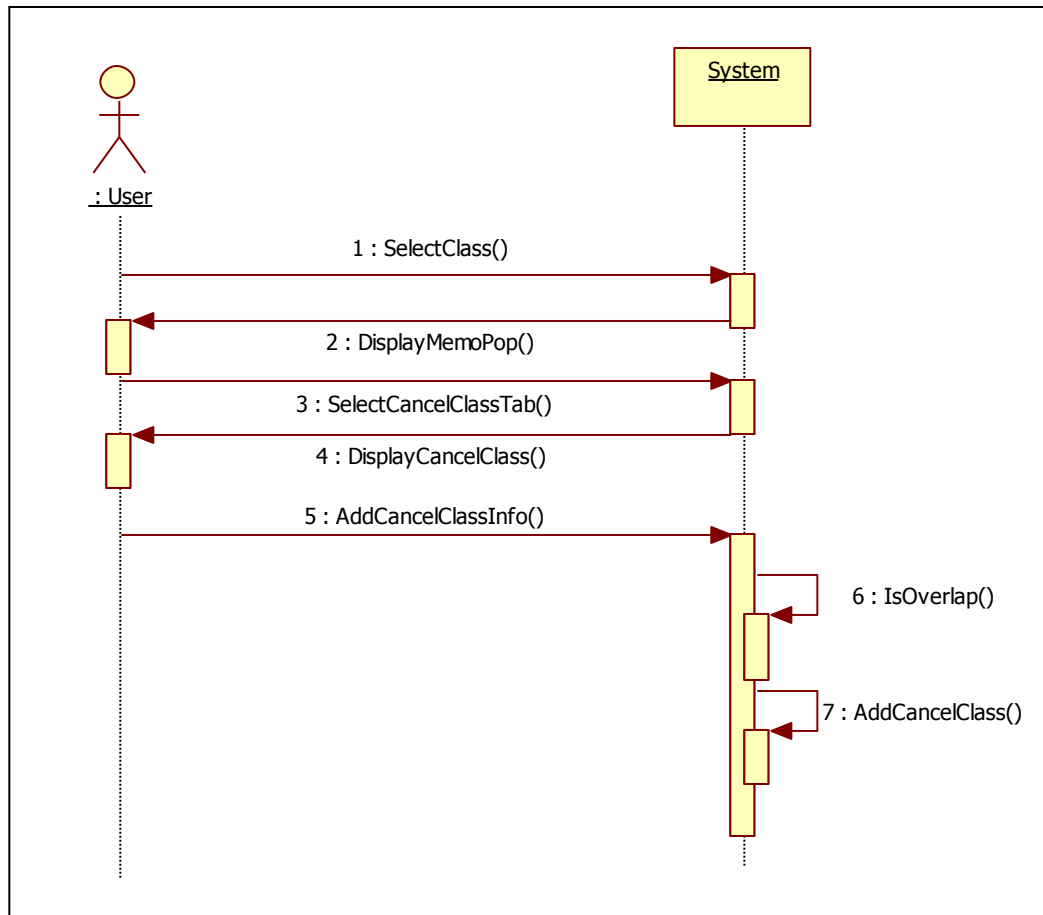 System
: User
1 : SelectClass()
2 : DisplayMemoPop()
3 : SelectCancelClassTab()
4 : DisplayCancelClass()
5 : AddCancelClassInfo()
6 : IsOverlap()
7 : AddCancelClass()